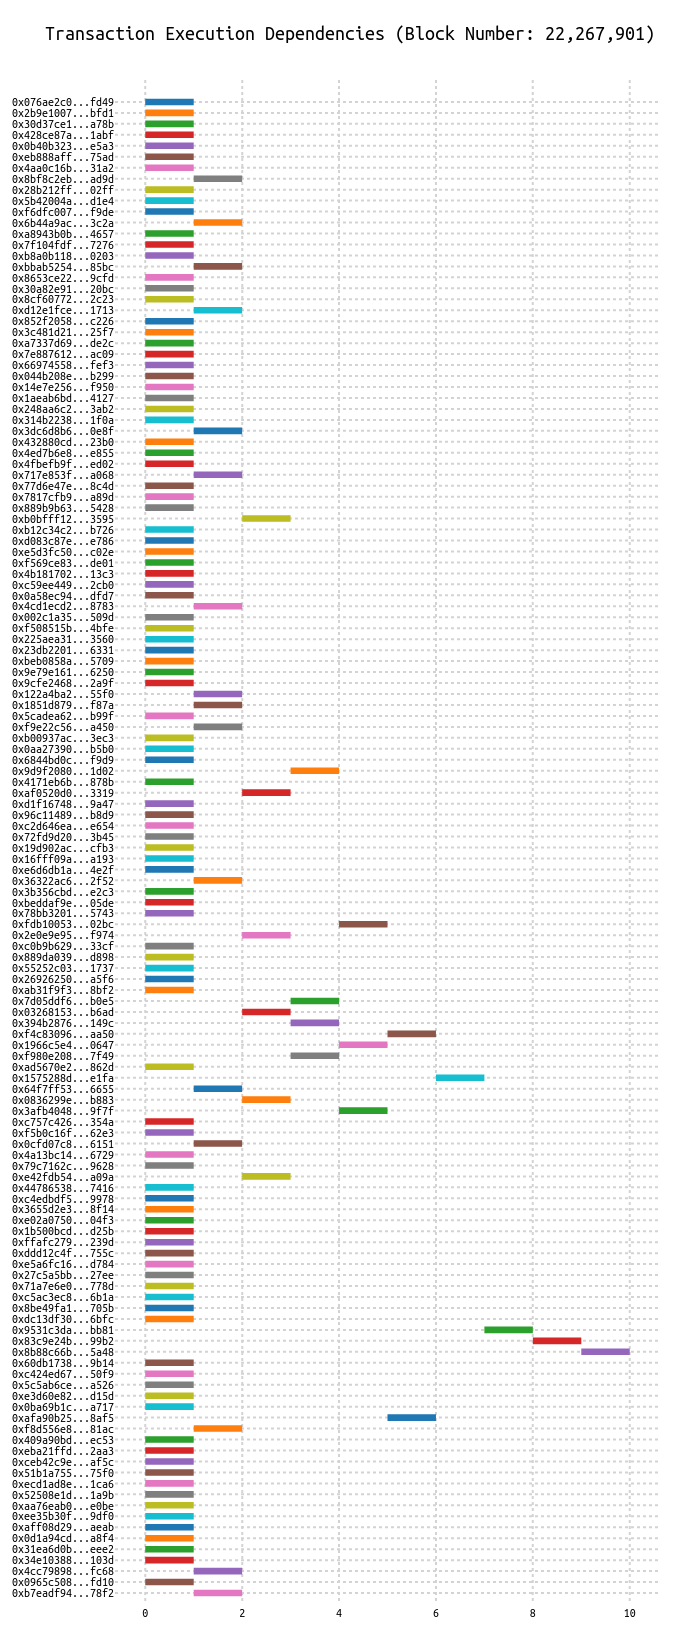 Transaction Execution Dependencies (Block Number: 22,267,901)
0x076ae2c0...fd49
0x2b9e1007...bfd1
0x30d37ce1...a78b
0x428ce87a...1abf
0x0b40b323...e5a3
0xeb888aff...75ad
0x4aa0c16b...31a2
0x8bf8c2eb...ad9d
0x28b212ff...02ff
0x5b42004a...d1e4
0xf6dfc007...f9de
0x6b44a9ac...3c2a
0xa8943b0b...4657
0x7f104fdf...7276
0xb8a0b118...0203
0xbbab5254...85bc
0x8653ce22...9cfd
0x30a82e91...20bc
0x8cf60772...2c23
0xd12e1fce...1713
0x852f2058...c226
0x3c481d21...25f7
0xa7337d69...de2c
0x7e887612...ac09
0x66974558...fef3
0x044b208e...b299
0x14e7e256...f950
0x1aeab6bd...4127
0x248aa6c2...3ab2
0x314b2238...1f0a
0x3dc6d8b6...0e8f
0x432880cd...23b0
0x4ed7b6e8...e855
0x4fbefb9f...ed02
0x717e853f...a068
0x77d6e47e...8c4d
0x7817cfb9...a89d
0x889b9b63...5428
0xb0bfff12...3595
0xb12c34c2...b726
0xd083c87e...e786
0xe5d3fc50...c02e
0xf569ce83...de01
0x4b181702...13c3
0xc59ee449...2cb0
0x0a58ec94...dfd7
0x4cd1ecd2...8783
0x002c1a35...509d
0xf508515b...4bfe
0x225aea31...3560
0x23db2201...6331
0xbeb0858a...5709
0x9e79e161...6250
0x9cfe2468...2a9f
0x122a4ba2...55f0
0x1851d879...f87a
0x5cadea62...b99f
0xf9e22c56...a450
0xb00937ac...3ec3
0x0aa27390...b5b0
0x6844bd0c...f9d9
0x9d9f2080...1d02
0x4171eb6b...878b
0xaf0520d0...3319
0xd1f16748...9a47
0x96c11489...b8d9
0xc2d646ea...e654
0x72fd9d20...3b45
0x19d902ac...cfb3
0x16fff09a...a193
0xe6d6db1a...4e2f
0x36322ac6...2f52
0x3b356cbd...e2c3
0xbeddaf9e...05de
0x78bb3201...5743
0xfdb10053...02bc
0x2e0e9e95...f974
0xc0b9b629...33cf
0x889da039...d898
0x55252c03...1737
0x26926250...a5f6
0xab31f9f3...8bf2
0x7d05ddf6...b0e5
0x03268153...b6ad
0x394b2876...149c
0xf4c83096...aa50
0x1966c5e4...0647
0xf980e208...7f49
0xad5670e2...862d
0x1575288d...e1fa
0x64f7ff53...6655
0x0836299e...b883
0x3afb4048...9f7f
0xc757c426...354a
0xf5b0c16f...62e3
0x0cfd07c8...6151
0x4a13bc14...6729
0x79c7162c...9628
0xe42fdb54...a09a
0x44786538...7416
0xc4edbdf5...9978
0x3655d2e3...8f14
0xe02a0750...04f3
0x1b500bcd...d25b
0xffafc279...239d
0xddd12c4f...755c
0xe5a6fc16...d784
0x27c5a5bb...27ee
0x71a7e6e0...778d
0xc5ac3ec8...6b1a
0x8be49fa1...705b
0xdc13df30...6bfc
0x9531c3da...bb81
0x83c9e24b...99b2
0x8b88c66b...5a48
0x60db1738...9b14
0xc424ed67...50f9
0x5c5ab6ce...a526
0xe3d60e82...d15d
0x0ba69b1c...a717
0xafa90b25...8af5
0xf8d556e8...81ac
0x409a90bd...ec53
0xeba21ffd...2aa3
0xceb42c9e...af5c
0x51b1a755...75f0
0xecd1ad8e...1ca6
0x52508e1d...1a9b
0xaa76eab0...e0be
0xee35b30f...9df0
0xaff08d29...aeab
0x0d1a94cd...a8f4
0x31ea6d0b...eee2
0x34e10388...103d
0x4cc79898...fc68
0x0965c508...fd10
0xb7eadf94...78f2
0 2 4 6 8 10